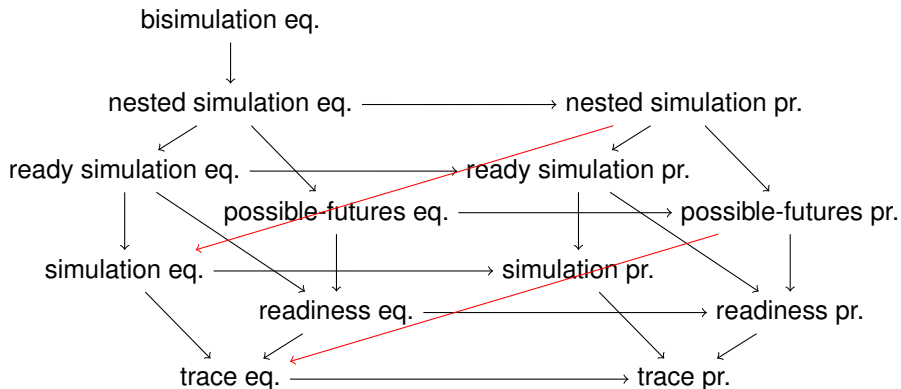 bisimulation eq.
nested simulation eq. nested simulation pr.
ready simulation eq. ready simulation pr.
possible-futures eq. possible-futures pr.
simulation eq. simulation pr.
readiness eq. readiness pr.
trace eq. trace pr.